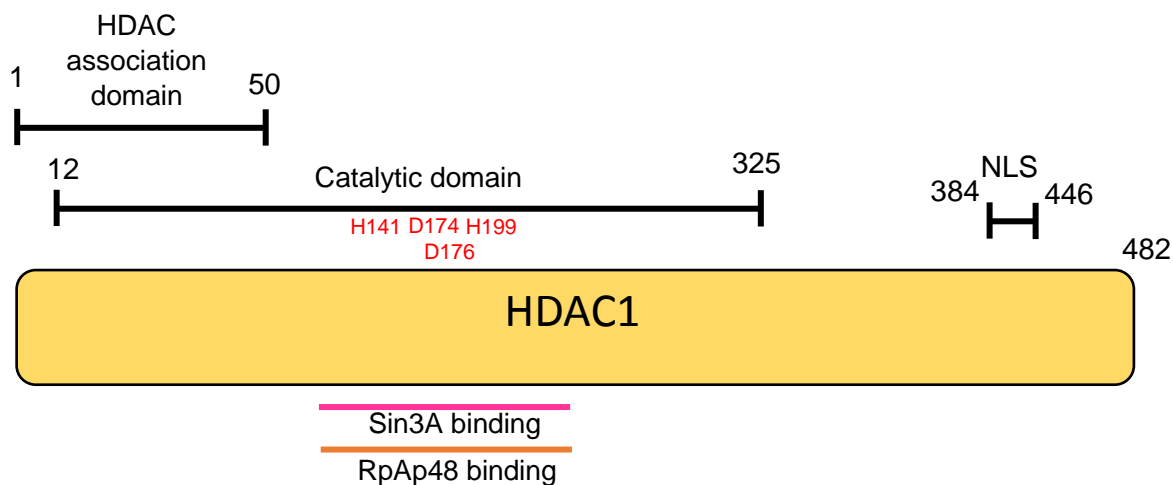 HDAC
association
domain
1
50
12
Catalytic domain
325
NLS
384
446
H141 D174 H199
D176
482
HDAC1
Sin3A binding
RpAp48 binding